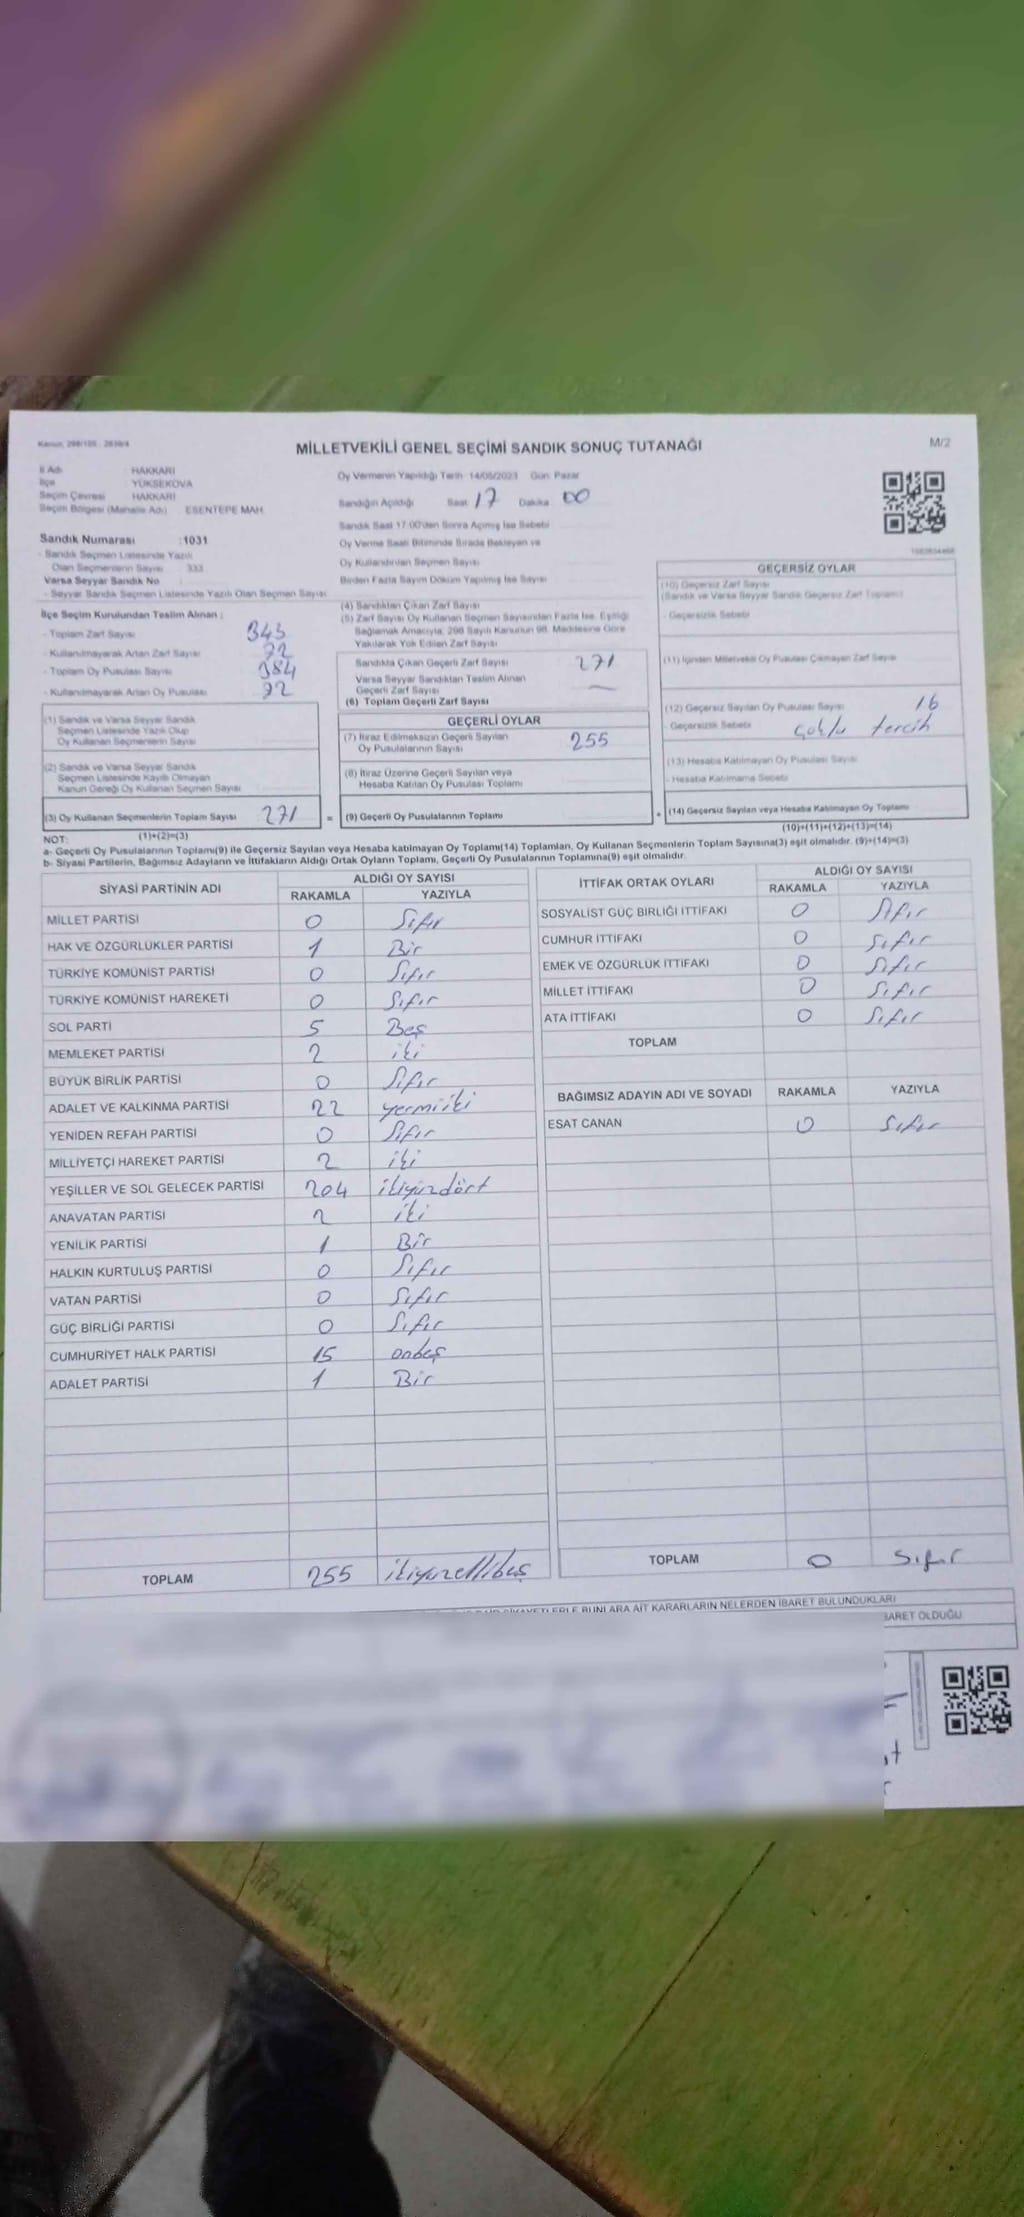 Kanun: 298/105 - 2839/4
MİLLETVEKİLİ GENEL SEÇİMİ SANDIK SONUÇ TUTANAĞI
M/2
İl Adı : HAKKARİ
İlçe : YÜKSEKOVA
Seçim Çevresi : HAKKARİ
Seçim Bölgesi (Mahalle Adı) : ESENTEPE MAH.
Sandık Numarası :1031
- Sandık Seçmen Listesinde Yazılı
Olan Seçmenlerin Sayısı : 333
Varsa Seyyar Sandık No
- Seyyar Sandık Seçmen Listesinde Yazılı Olan Seçmen Sayısı
Oy Vermenin Yapıldığı Tarih: 14/05/2023 Gün: Pazar
Sandığın Açıldığı Saat 17 Dakika 00
Sandık Saat 17:00'den Sonra Açılmış İse Sebebi
Oy Verme Saati Bitiminde Sırada Bekleyen ve
Oy Kullandırılan Seçmen Sayısı
Birden Fazla Sayım Döküm Yapılmış İse Sayısı
İlçe Seçim Kurulundan Teslim Alınan :
- Toplam Zarf Sayısı 343
- Kullanılmayarak Artan Zarf Sayısı 72
- Toplam Oy Pusulası Sayısı 384
- Kullanılmayarak Artan Oy Pusulası 72
(4) Sandıktan Çıkan Zarf Sayısı
(5) Zarf Sayısı Oy Kullanan Seçmen Sayısından Fazla İse, Eşitliği
Sağlamak Amacıyla, 298 Sayılı Kanunun 98. Maddesine Göre
Yakılarak Yok Edilen Zarf Sayısı
Sandıkta Çıkan Geçerli Zarf Sayısı 271
Varsa Seyyar Sandıktan Teslim Alınan
Geçerli Zarf Sayısı —
(6) Toplam Geçerli Zarf Sayısı
GEÇERSİZ OYLAR
(10) Geçersiz Zarf Sayısı
(Sandık ve Varsa Seyyar Sandık Geçersiz Zarf Toplamı)
- Geçersizlik Sebebi
(11) İçinden Milletvekili Oy Pusulası Çıkmayan Zarf Sayısı
(12) Geçersiz Sayılan Oy Pusulası Sayısı 16
- Geçersizlik Sebebi çoklu tercih
(13) Hesaba Katılmayan Oy Pusulası Sayısı
- Hesaba Katılmama Sebebi
(1) Sandık ve Varsa Seyyar Sandık
Seçmen Listesinde Yazılı Olup
Oy Kullanan Seçmenlerin Sayısı
(2) Sandık ve Varsa Seyyar Sandık
Seçmen Listesinde Kayıtlı Olmayan
Kanun Gereği Oy Kullanan Seçmen Sayısı
GEÇERLİ OYLAR
(7) İtiraz Edilmeksizin Geçerli Sayılan
Oy Pusulalarının Sayısı 255
(8) İtiraz Üzerine Geçerli Sayılan veya
Hesaba Katılan Oy Pusulası Toplamı
(3) Oy Kullanan Seçmenlerin Toplam Sayısı 271 = (9) Geçerli Oy Pusulalarının Toplamı + (14) Geçersiz Sayılan veya Hesaba Katılmayan Oy Toplamı
NOT: (1)+(2)=(3) (10)+(11)+(12)+(13)=(14)
a- Geçerli Oy Pusulalarının Toplamı(9) ile Geçersiz Sayılan veya Hesaba katılmayan Oy Toplamı(14) Toplamları, Oy Kullanan Seçmenlerin Toplam Sayısına(3) eşit olmalıdır. (9)+(14)=(3)
b- Siyasi Partilerin, Bağımsız Adayların ve İttifakların Aldığı Ortak Oyların Toplamı, Geçerli Oy Pusulalarının Toplamına(9) eşit olmalıdır.
SİYASİ PARTİNİN ADI ALDIĞI OY SAYISI
RAKAMLA YAZIYLA
MİLLET PARTİSİ 0 Sıfır
HAK VE ÖZGÜRLÜKLER PARTİSİ 1 Bir
TÜRKİYE KOMÜNİST PARTİSİ 0 Sıfır
TÜRKİYE KOMÜNİST HAREKETİ 0 Sıfır
SOL PARTİ 5 Beş
MEMLEKET PARTİSİ 2 iki
BÜYÜK BİRLİK PARTİSİ 0 Sıfır
ADALET VE KALKINMA PARTİSİ 22 yermiiki
YENİDEN REFAH PARTİSİ 0 Sıfır
MİLLİYETÇİ HAREKET PARTİSİ 2 iki
YEŞİLLER VE SOL GELECEK PARTİSİ 204 ikiyüzdört
ANAVATAN PARTİSİ 2 iki
YENİLİK PARTİSİ 1 Bir
HALKIN KURTULUŞ PARTİSİ 0 Sıfır
VATAN PARTİSİ 0 Sıfır
GÜÇ BİRLİĞİ PARTİSİ 0 Sıfır
CUMHURİYET HALK PARTİSİ 15 onbeş
ADALET PARTİSİ 1 Bir
TOPLAM 255 ikiyüzellibeş
İTTİFAK ORTAK OYLARI ALDIĞI OY SAYISI
RAKAMLA YAZIYLA
SOSYALİST GÜÇ BİRLİĞİ İTTİFAKI 0 Sıfır
CUMHUR İTTİFAKI 0 Sıfır
EMEK VE ÖZGÜRLÜK İTTİFAKI 0 Sıfır
MİLLET İTTİFAKI 0 Sıfır
ATA İTTİFAKI 0 Sıfır
TOPLAM
BAĞIMSIZ ADAYIN ADI VE SOYADI RAKAMLA YAZIYLA
ESAT CANAN 0 Sıfır
TOPLAM 0 Sıfır
BUNLARA AİT KARARLARIN NELERDEN İBARET BULUNDUKLARI
İBARET OLDUĞU